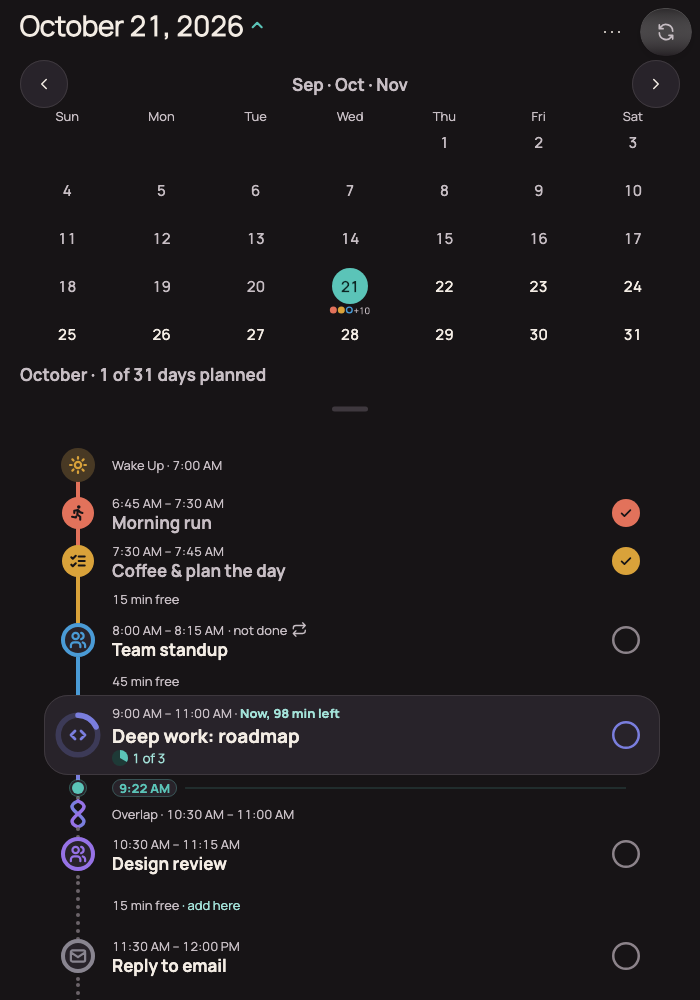 October 21, 2026
...
Sep · Oct · Nov
Sun Mon Tue Wed Thu Fri Sat
1 2 3
4 5 6 7 8 9 10
11 12 13 14 15 16 17
18 19 20 21 22 23 24
+10
25 26 27 28 29 30 31
October · 1 of 31 days planned
Wake Up · 7:00 AM
6:45 AM – 7:30 AM
Morning run
7:30 AM – 7:45 AM
Coffee & plan the day
15 min free
8:00 AM – 8:15 AM · not done
Team standup
45 min free
9:00 AM – 11:00 AM · Now, 98 min left
Deep work: roadmap
1 of 3
9:22 AM
Overlap · 10:30 AM – 11:00 AM
10:30 AM – 11:15 AM
Design review
15 min free · add here
11:30 AM – 12:00 PM
Reply to email